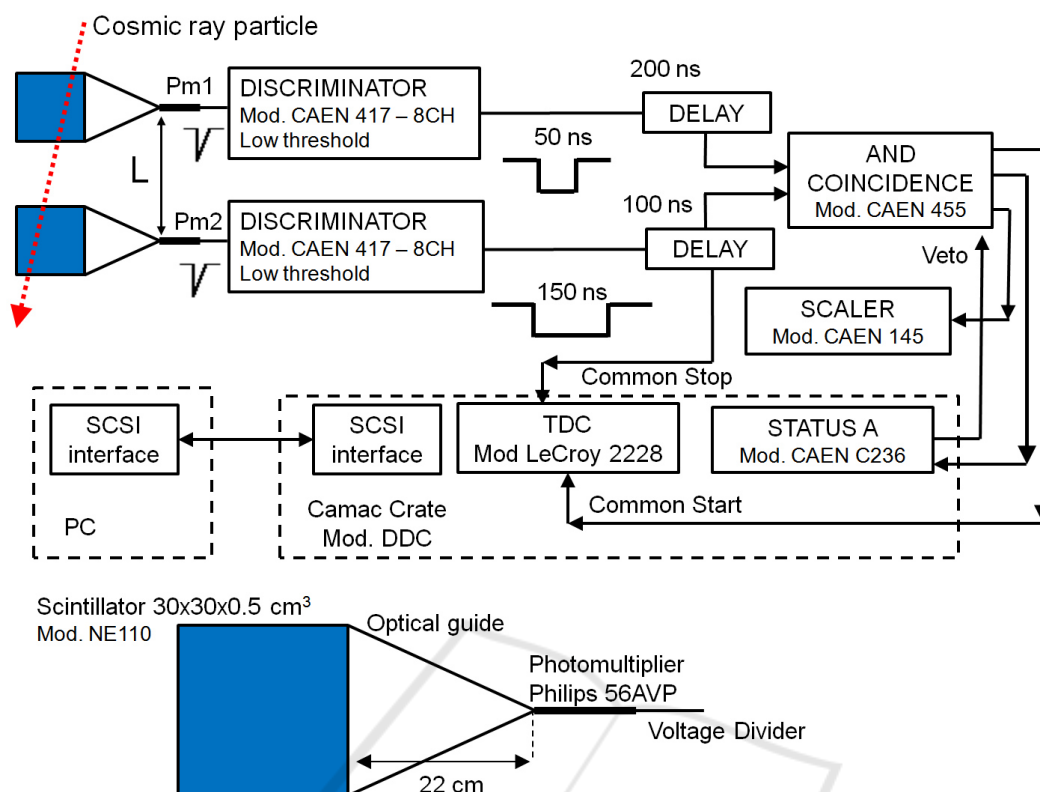 Cosmic ray particle
Pm1
DISCRIMINATOR
Mod. CAEN 417 – 8CH
Low threshold
200 ns
DELAY
50 ns
AND
COINCIDENCE
Mod. CAEN 455
L
Pm2
DISCRIMINATOR
Mod. CAEN 417 – 8CH
Low threshold
100 ns
DELAY
Veto
150 ns
SCALER
Mod. CAEN 145
Common Stop
SCSI
interface
SCSI
interface
TDC
Mod LeCroy 2228
STATUS A
Mod. CAEN C236
PC
Camac Crate
Mod. DDC
Common Start
Scintillator 30x30x0.5 cm³
Mod. NE110
Optical guide
Photomultiplier
Philips 56AVP
Voltage Divider
22 cm